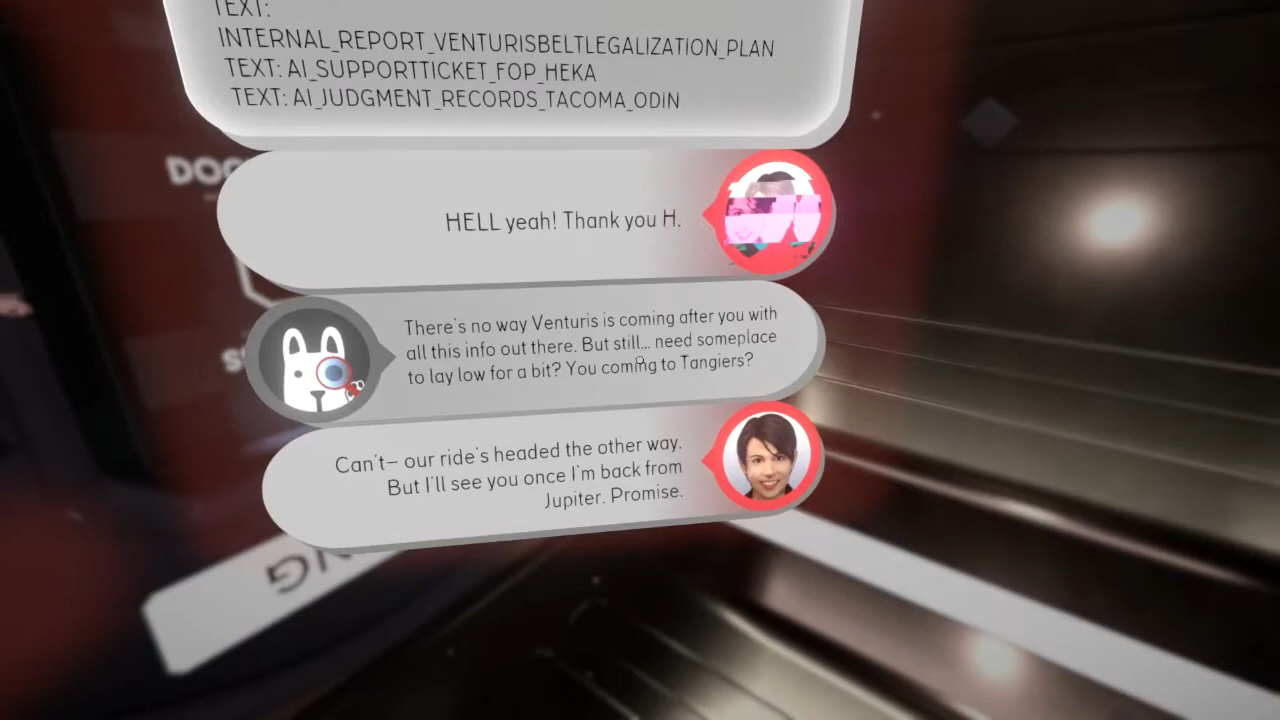 TEXT:
INTERNAL_REPORT_VENTURISBELTLEGALIZATION_PLAN
TEXT: AI_SUPPORTTICKET_FOP_HEKA
TEXT: AI_JUDGMENT_RECORDS_TACOMA_ODIN
HELL yeah! Thank you H.
There's no way Venturis is coming after you with
all this info out there. But still... need someplace
to lay low for a bit? You coming to Tangiers?
Can't– our ride's headed the other way.
But I'll see you once I'm back from
Jupiter. Promise.